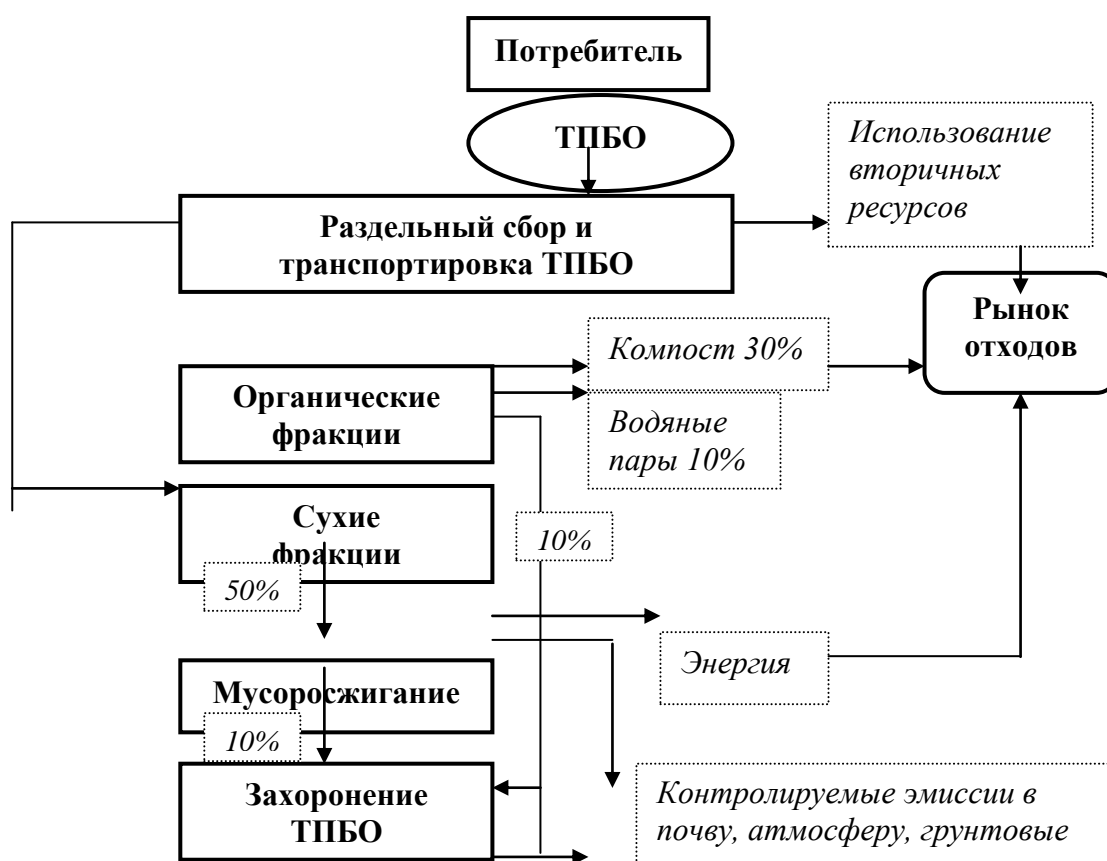 Потребитель
ТПБО
Использование
вторичных
ресурсов
Раздельный сбор и
транспортировка ТПБО
Рынок
отходов
Компост 30%
Органические
фракции
Водяные
пары 10%
Сухие
фракции
10%
50%
Энергия
Мусоросжигание
10%
Захоронение
ТПБО
Контролируемые эмиссии в
почву, атмосферу, грунтовые